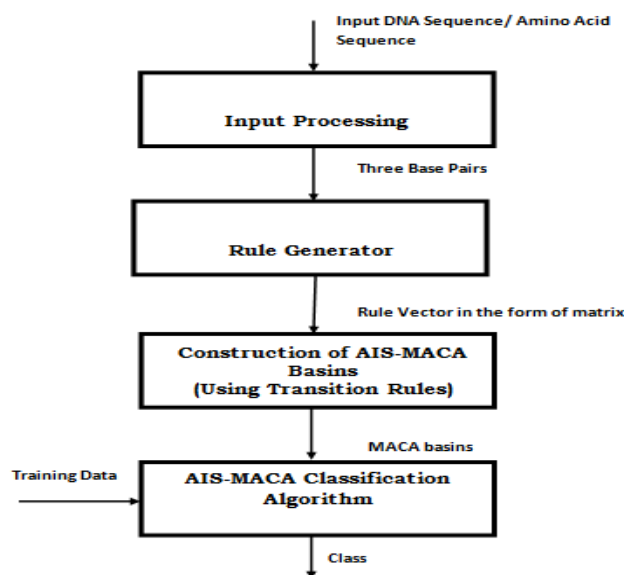 Input DNA Sequence/ Amino Acid
Sequence
Input Processing
Three Base Pairs
Rule Generator
Rule Vector in the form of matrix
Construction of AIS-MACA
Basins
(Using Transition Rules)
MACA basins
Training Data
AIS-MACA Classification
Algorithm
Class